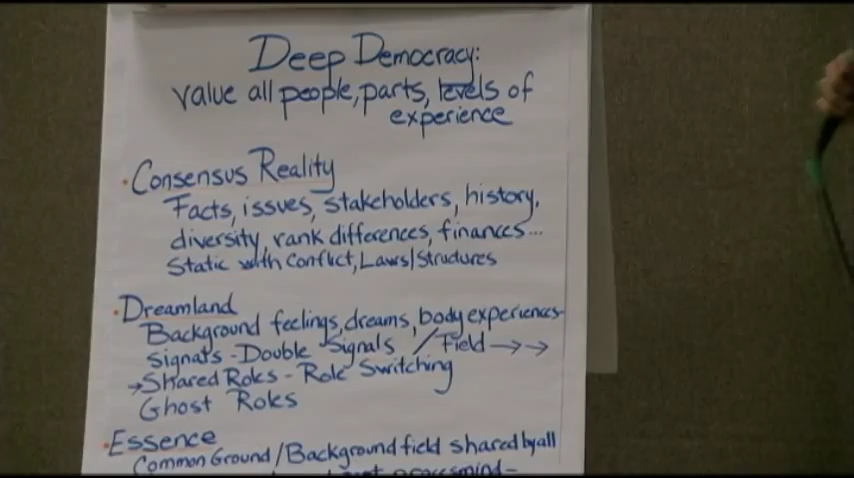 Deep Democracy:
value all people, parts, levels of
experience
• Consensus Reality
Facts, issues, stakeholders, history,
diversity, rank differences, finances...
Static with Conflict, Laws/Structures
• Dreamland
Background feelings, dreams, body experiences
Signals - Double Signals / Field → →
→ Shared Roles - Role Switching
Ghost Roles
• Essence
Common Ground / Background field shared by all
processmind -